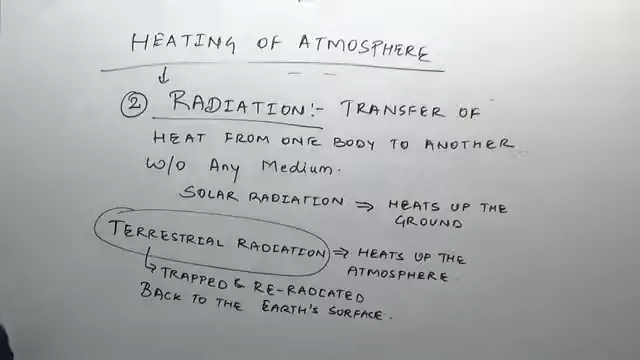 HEATING OF ATMOSPHERE
② RADIATION:- TRANSFER OF
HEAT FROM ONE BODY TO ANOTHER
W/O Any Medium.
SOLAR RADIATION ⇒ HEATS UP THE
GROUND
TERRESTRIAL RADIATION ⇒ HEATS UP THE
ATMOSPHERE
↳ TRAPPED & RE-RADIATED
BACK TO THE EARTH'S SURFACE.